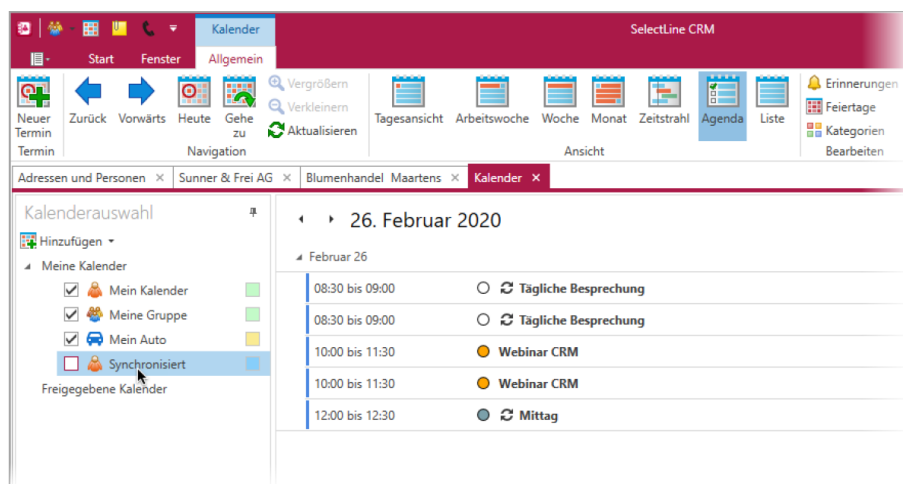 Kalender
SelectLine CRM
Start Fenster Allgemein
Neuer Termin
Zurück
Vorwärts
Heute
Gehe zu
Vergrößern
Verkleinern
Aktualisieren
Tagesansicht
Arbeitswoche
Woche
Monat
Zeitstrahl
Agenda
Liste
Erinnerungen
Feiertage
Kategorien
Termin
Navigation
Ansicht
Bearbeiten
Adressen und Personen
Sunner & Frei AG
Blumenhandel Maartens
Kalender
Kalenderauswahl
Hinzufügen
Meine Kalender
Mein Kalender
Meine Gruppe
Mein Auto
Synchronisiert
Freigegebene Kalender
26. Februar 2020
Februar 26
08:30 bis 09:00 Tägliche Besprechung
08:30 bis 09:00 Tägliche Besprechung
10:00 bis 11:30 Webinar CRM
10:00 bis 11:30 Webinar CRM
12:00 bis 12:30 Mittag